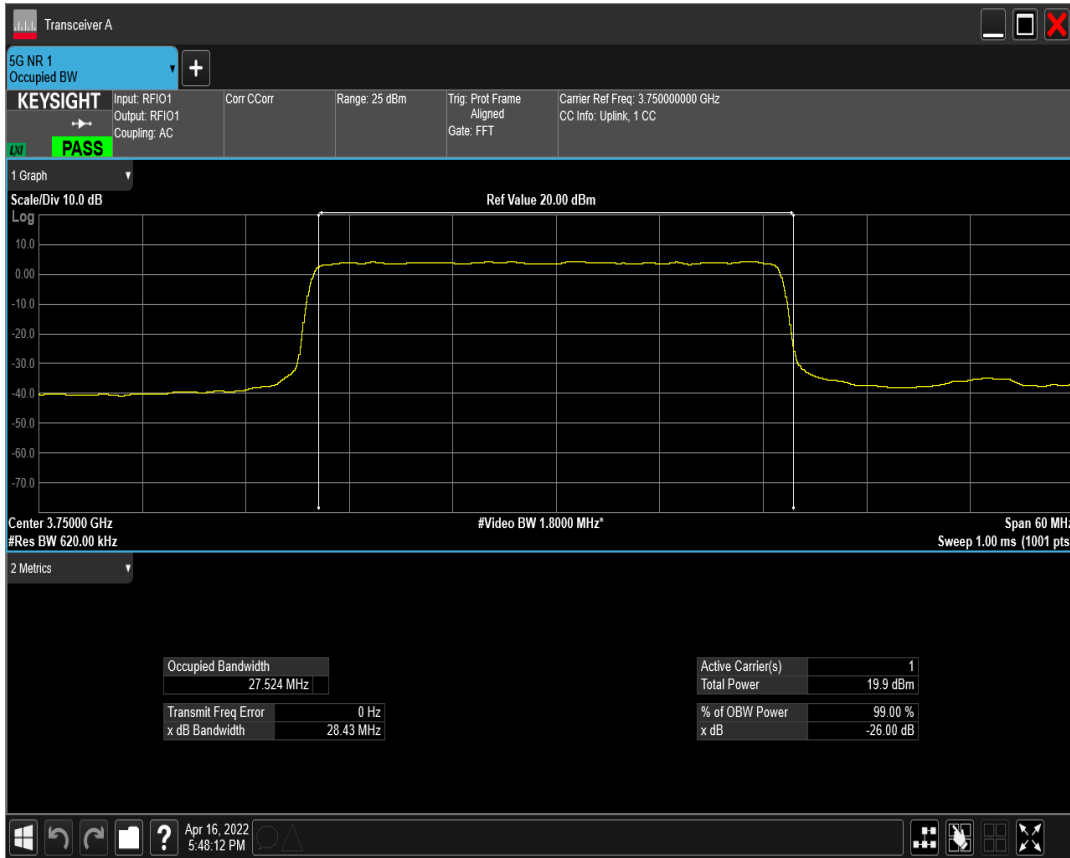 Transceiver A
5G NR 1
Occupied BW
+
KEYSIGHT
LXI
PASS
Input: RFIO1
Output: RFIO1
Coupling: AC
Corr CCorr
Range: 25 dBm
Trig: Prot Frame
Aligned
Gate: FFT
Carrier Ref Freq: 3.750000000 GHz
CC Info: Uplink, 1 CC
1 Graph
Scale/Div 10.0 dB
Ref Value 20.00 dBm
Log
10.0
0.00
-10.0
-20.0
-30.0
-40.0
-50.0
-60.0
-70.0
Center 3.75000 GHz
#Video BW 1.8000 MHz*
Span 60 MHz
#Res BW 620.00 kHz
Sweep 1.00 ms (1001 pts
2 Metrics
Occupied Bandwidth
27.524 MHz
Transmit Freq Error 0 Hz
x dB Bandwidth 28.43 MHz
Active Carrier(s) 1
Total Power 19.9 dBm
% of OBW Power 99.00 %
x dB -26.00 dB
?
Apr 16, 2022
5:48:12 PM